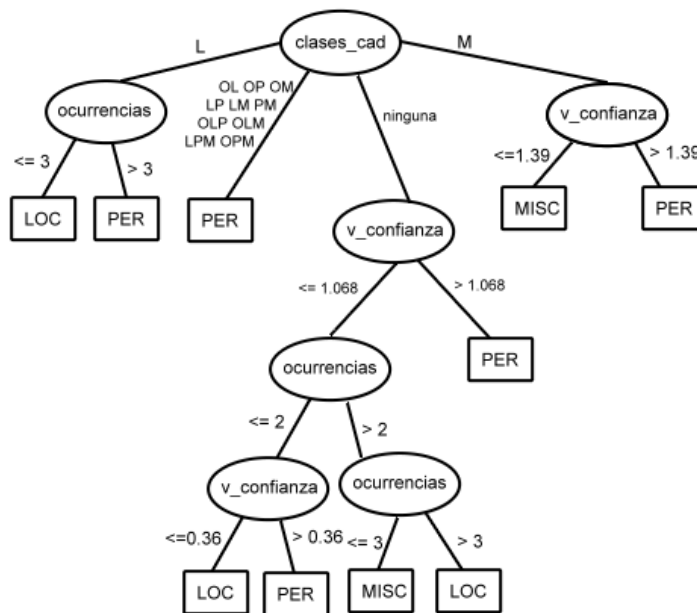 clases_cad
L
M
OL OP OM
LP LM PM
OLP OLM
LPM OPM
ninguna
ocurrencias
v_confianza
<= 3
> 3
<=1.39
> 1.39
LOC
PER
PER
MISC
PER
v_confianza
<= 1.068
> 1.068
ocurrencias
PER
<= 2
> 2
v_confianza
ocurrencias
<=0.36
> 0.36
<= 3
> 3
LOC
PER
MISC
LOC